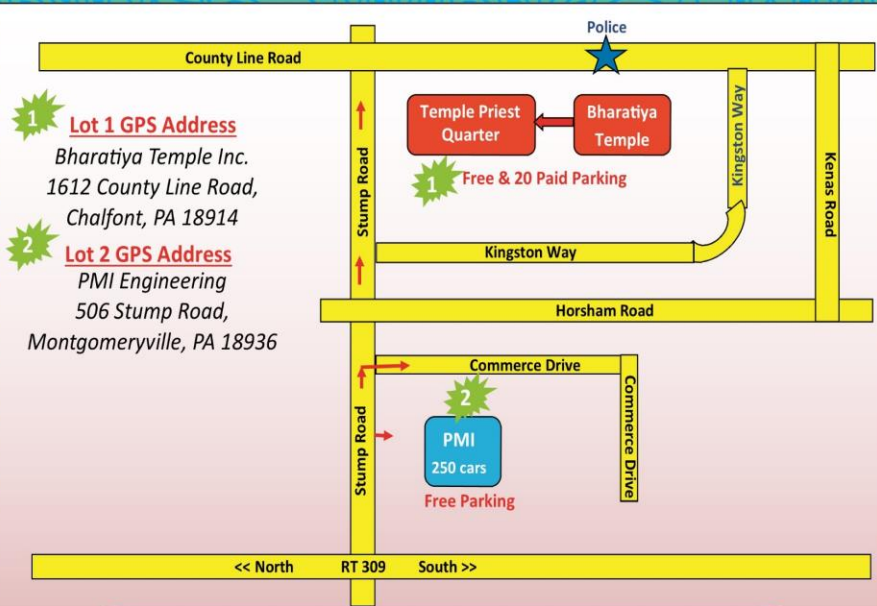 Police
County Line Road
1
Lot 1 GPS Address
Bharatiya Temple Inc.
1612 County Line Road,
Chalfont, PA 18914
2
Lot 2 GPS Address
PMI Engineering
506 Stump Road,
Montgomeryville, PA 18936
Stump Road
Temple Priest
Quarter
Bharatiya
Temple
1
Free & 20 Paid Parking
Kingston Way
Kenas Road
Kingston Way
Horsham Road
Commerce Drive
Commerce Drive
2
PMI
250 cars
Free Parking
Stump Road
<< North RT 309 South >>